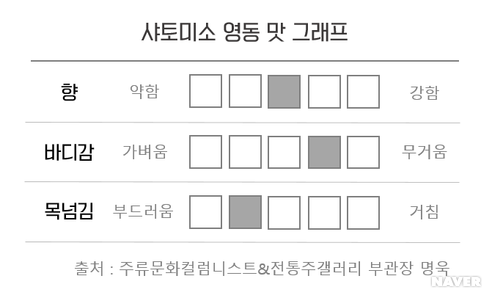 샤토미소 영동 맛 그래프
향 약함 강함
바디감 가벼움 무거움
목넘김 부드러움 거침
출처 : 주류문화컬럼니스트&전통주갤러리 부관장 명욱
NAVER